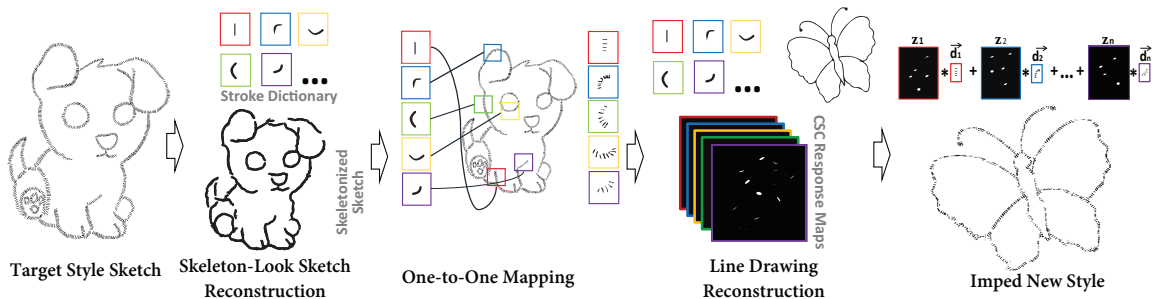 Stroke Dictionary
Skeletonized
Sketch
CSC Response Maps
z1 * d1 + z2 * d2 + ... + zn * dn
Target Style Sketch
Skeleton-Look Sketch
Reconstruction
One-to-One Mapping
Line Drawing
Reconstruction
Imped New Style